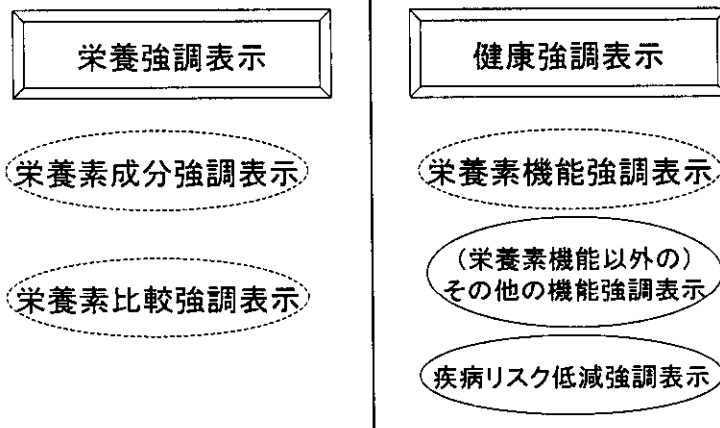 栄養強調表示
栄養素成分強調表示
栄養素比較強調表示
健康強調表示
栄養素機能強調表示
(栄養素機能以外の)
その他の機能強調表示
疾病リスク低減強調表示